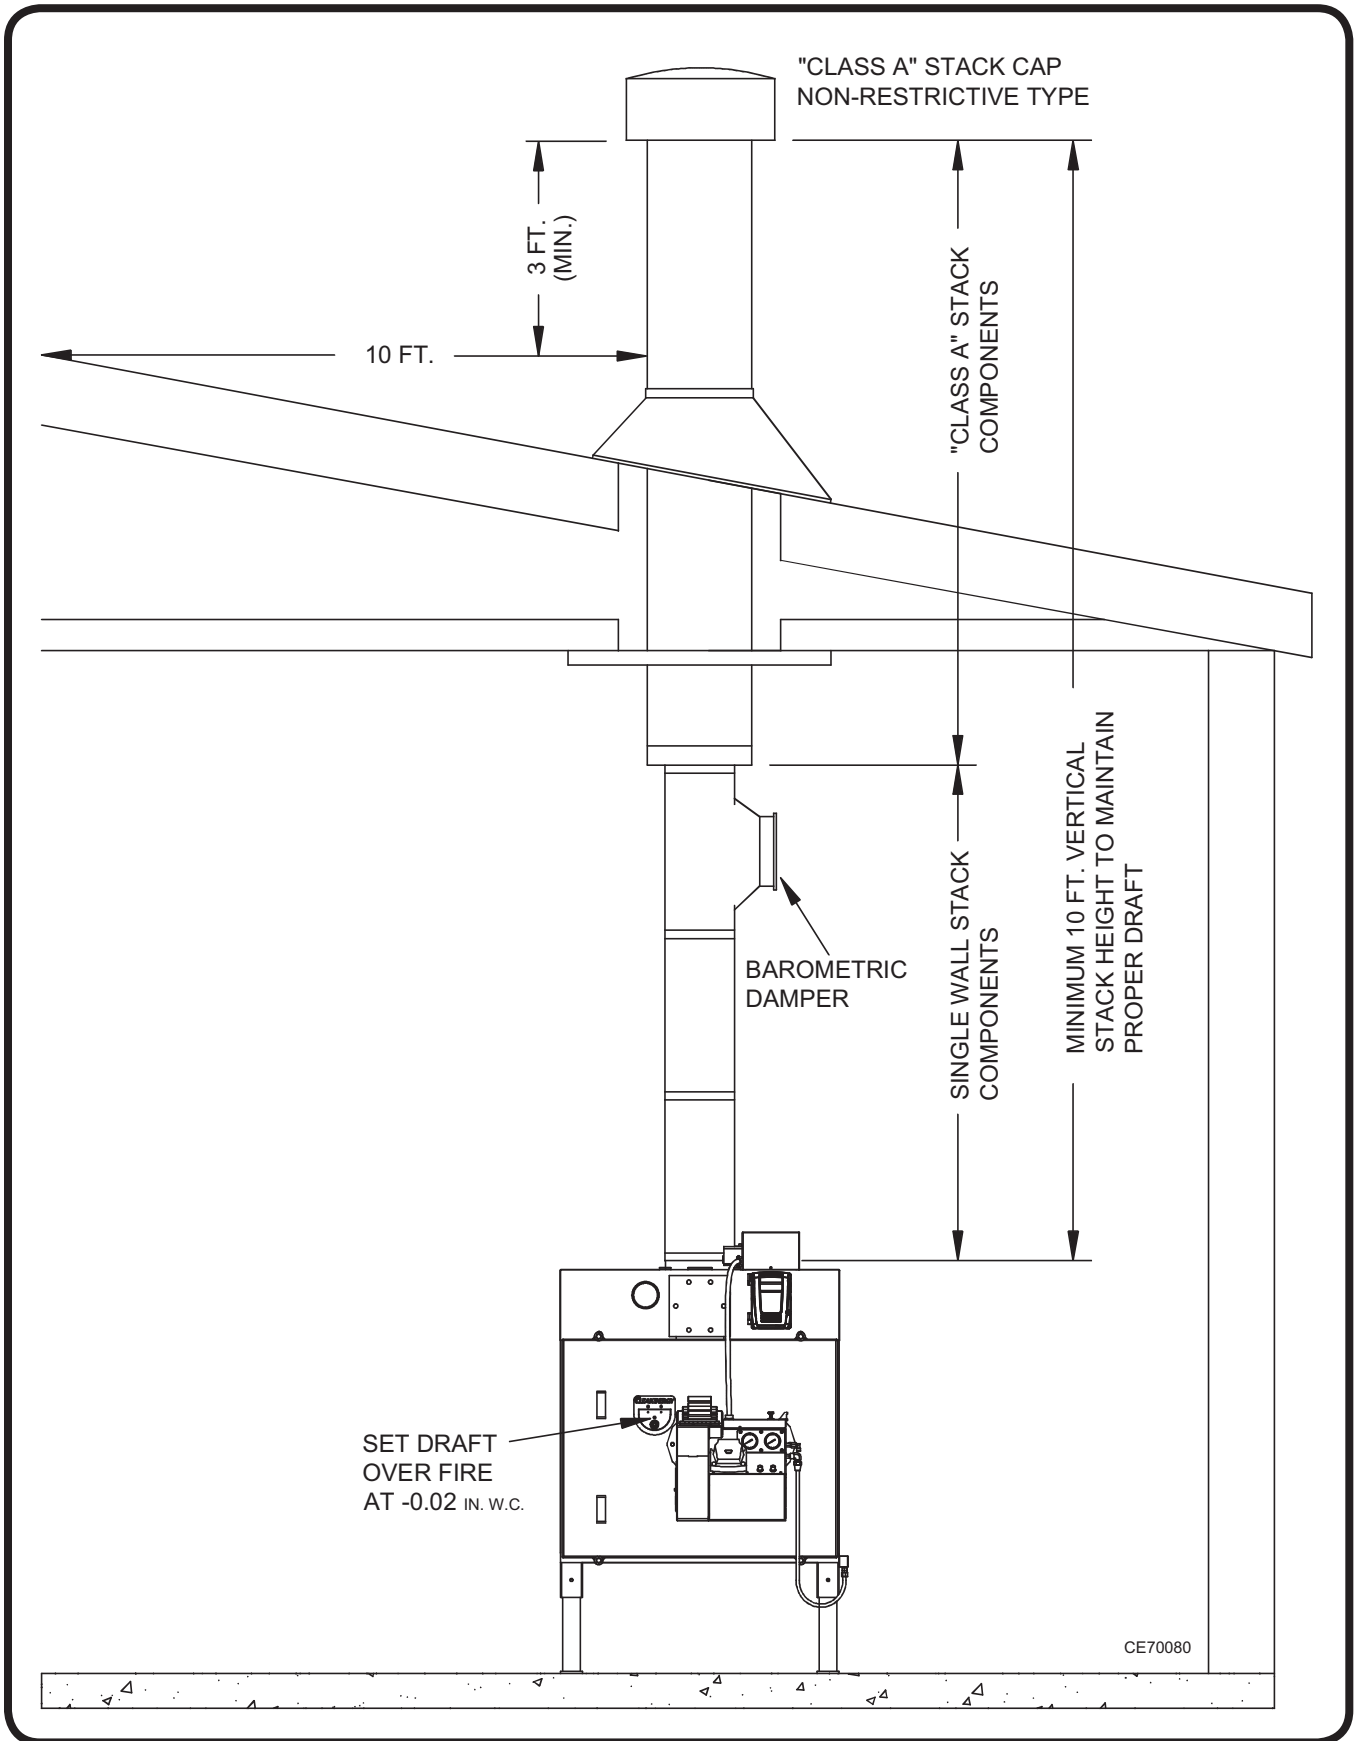 "CLASS A" STACK CAP
NON-RESTRICTIVE TYPE
3 FT.
(MIN.)
10 FT.
"CLASS A" STACK
COMPONENTS
MINIMUM 10 FT. VERTICAL
STACK HEIGHT TO MAINTAIN
PROPER DRAFT
SINGLE WALL STACK
COMPONENTS
BAROMETRIC
DAMPER
SET DRAFT
OVER FIRE
AT -0.02 IN. W.C.
CE70080